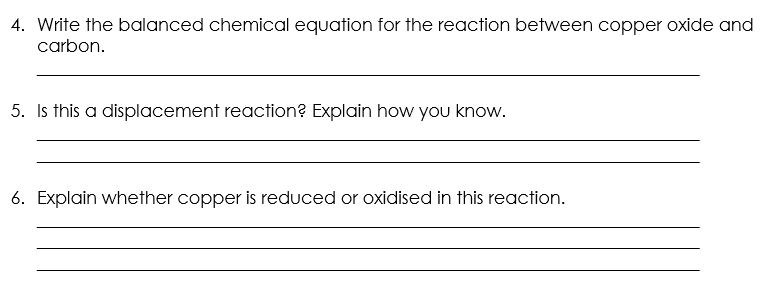 4. Write the balanced chemical equation for the reaction between copper oxide and
carbon.
5. Is this a displacement reaction? Explain how you know.
6. Explain whether copper is reduced or oxidised in this reaction.